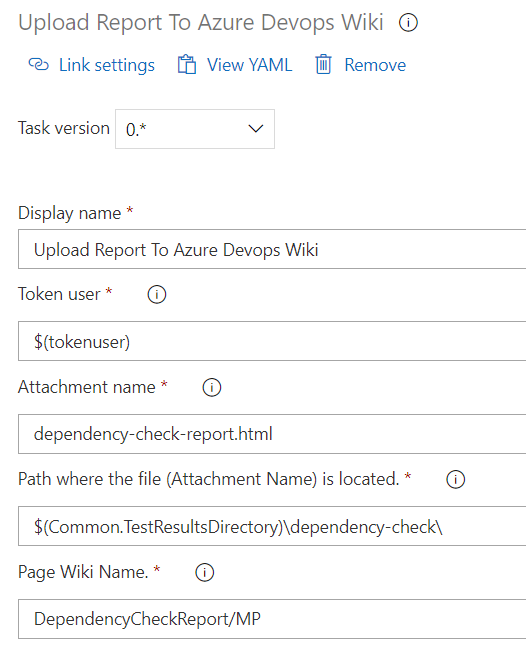 Upload Report To Azure Devops Wiki
Link settings View YAML Remove
Task version 0.*
Display name *
Upload Report To Azure Devops Wiki
Token user *
$(tokenuser)
Attachment name *
dependency-check-report.html
Path where the file (Attachment Name) is located. *
$(Common.TestResultsDirectory)\dependency-check\
Page Wiki Name. *
DependencyCheckReport/MP